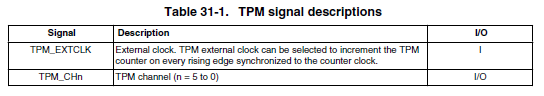 Table 31-1. TPM signal descriptions
Signal Description I/O
TPM_EXTCLK External clock. TPM external clock can be selected to increment the TPM I
counter on every rising edge synchronized to the counter clock.
TPM_CHn TPM channel (n = 5 to 0) I/O